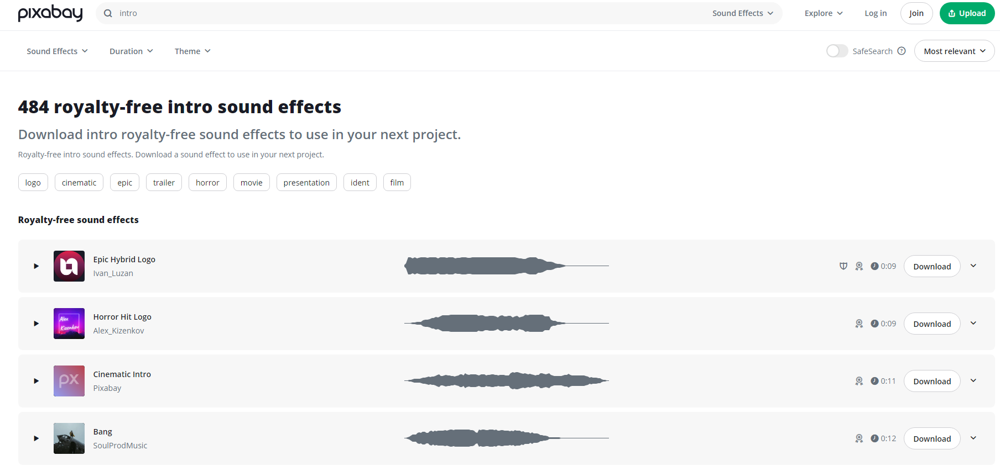 pixabay intro Sound Effects Explore Log in Join Upload
Sound Effects Duration Theme SafeSearch ? Most relevant
484 royalty-free intro sound effects
Download intro royalty-free sound effects to use in your next project.
Royalty-free intro sound effects. Download a sound effect to use in your next project.
logo cinematic epic trailer horror movie presentation ident film
Royalty-free sound effects
Epic Hybrid Logo
Ivan_Luzan
0:09 Download
Alex
Kizenkov
Horror Hit Logo
Alex_Kizenkov
0:09 Download
px
Cinematic Intro
Pixabay
0:11 Download
Bang
SoulProdMusic
0:12 Download